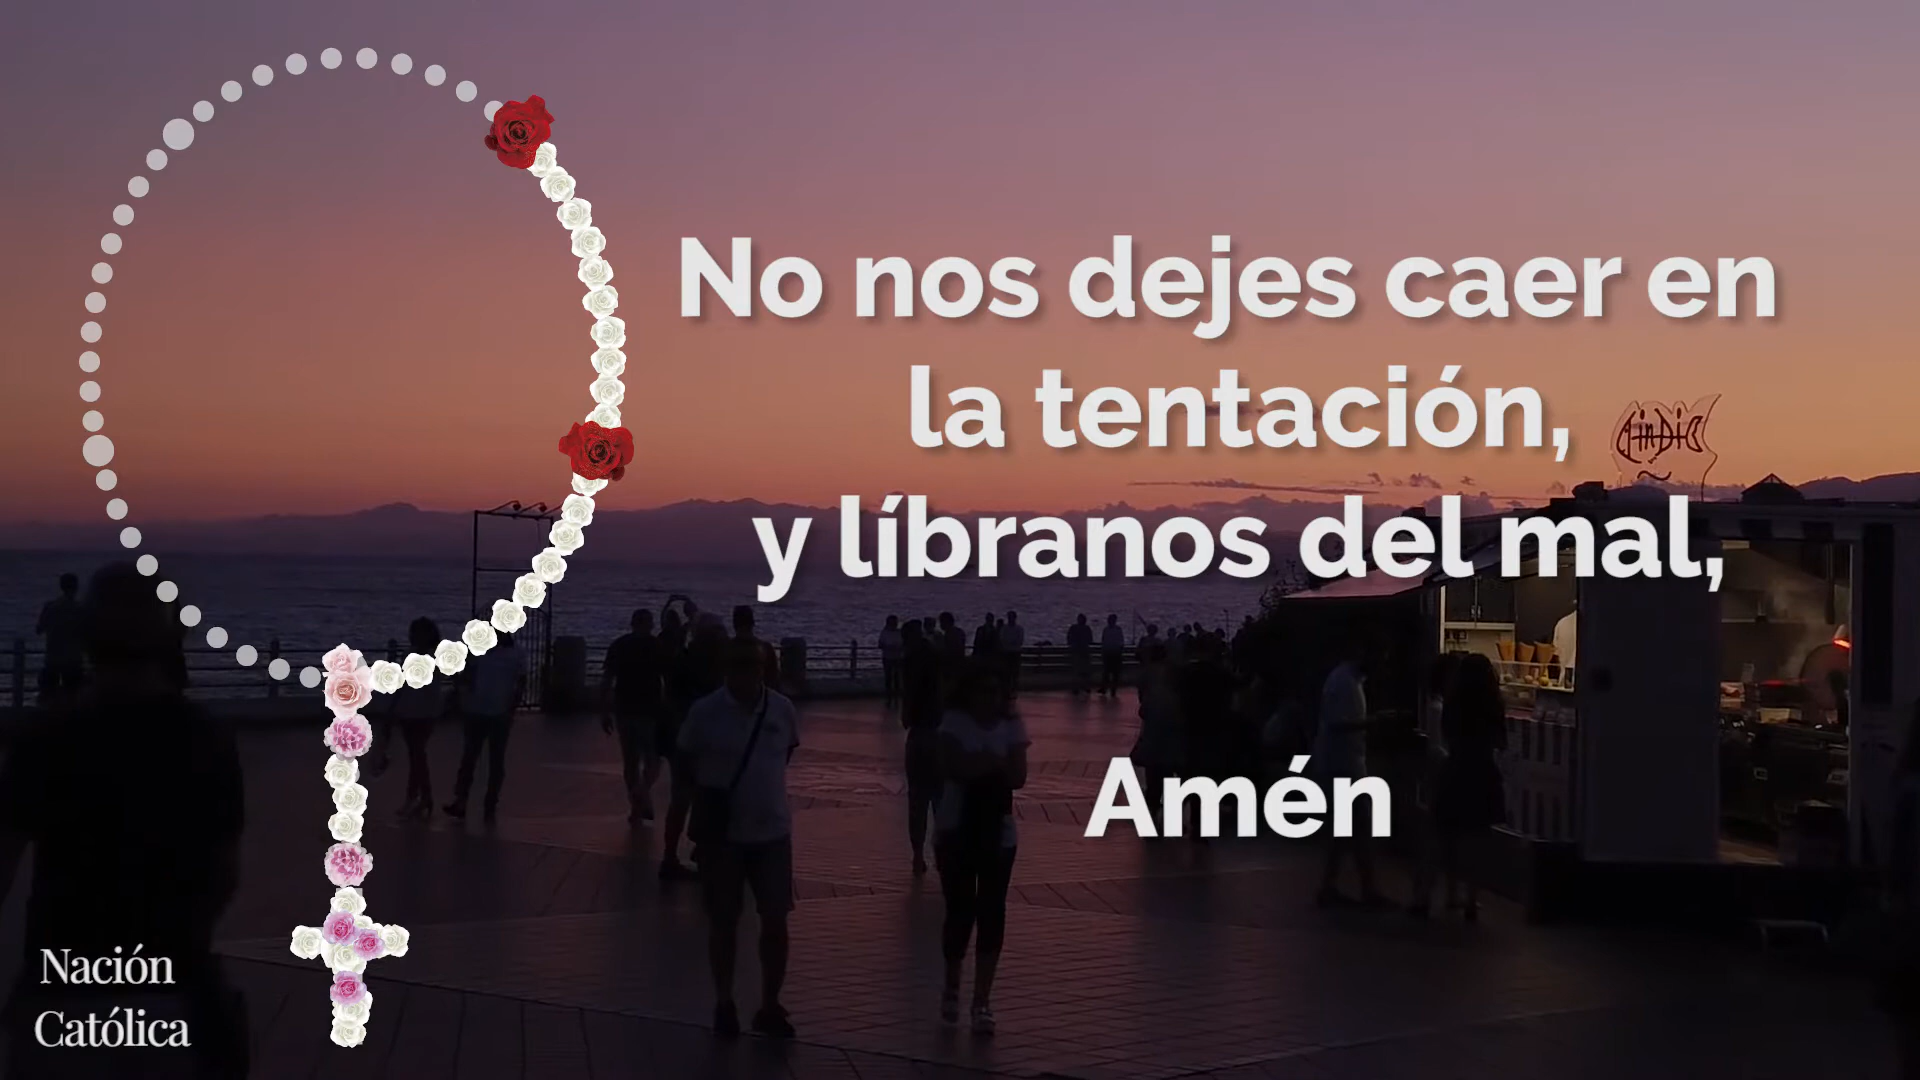 No nos dejes caer en
la tentación,
y líbranos del mal,
Amén
Nación
Católica